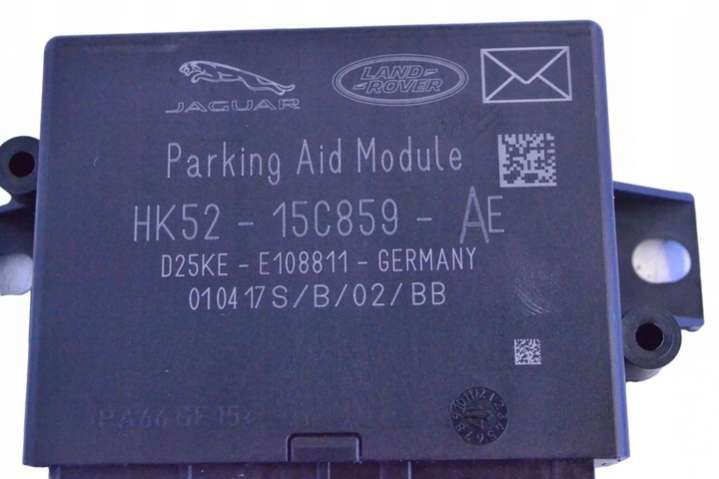 JAGUAR
LAND
ROVER
Parking Aid Module
HK52 - 15C859 - AE
D25KE - E108811 - GERMANY
010417S/B/02/BB